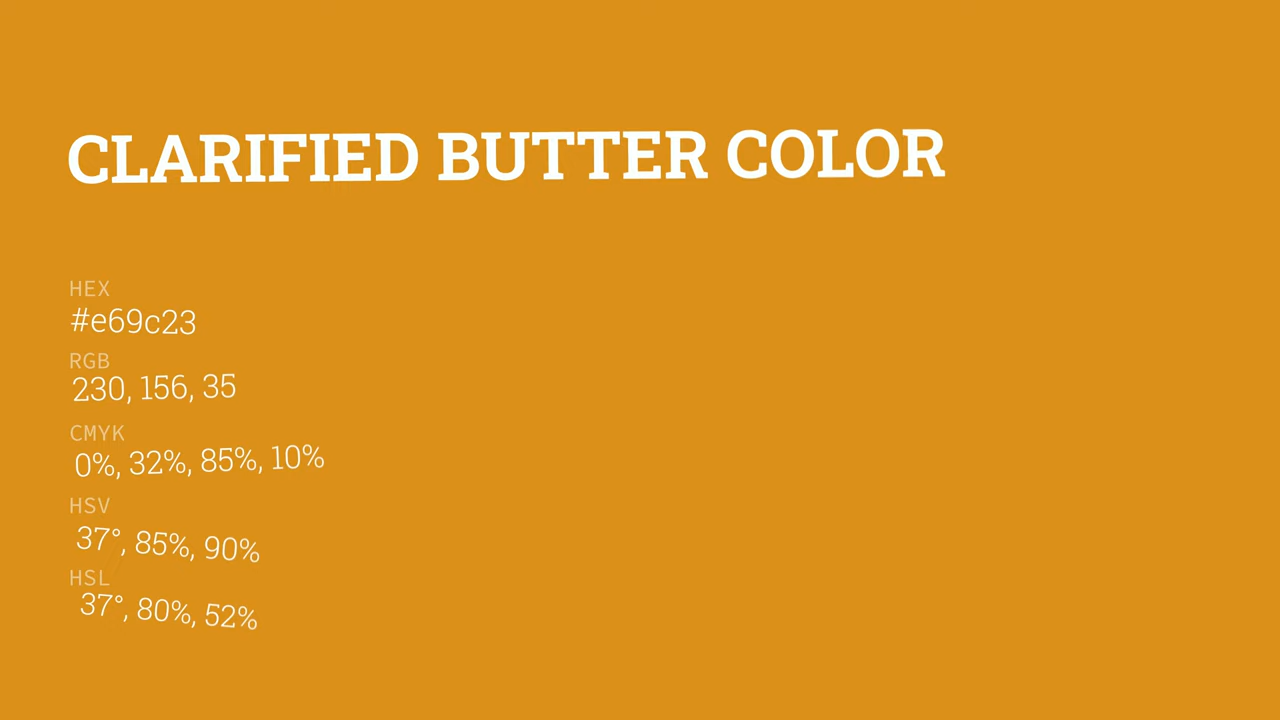 CLARIFIED BUTTER COLOR
HEX
#e69c23
RGB
230, 156, 35
CMYK
0%, 32%, 85%, 10%
HSV
37°, 85%, 90%
HSL
37°, 80%, 52%